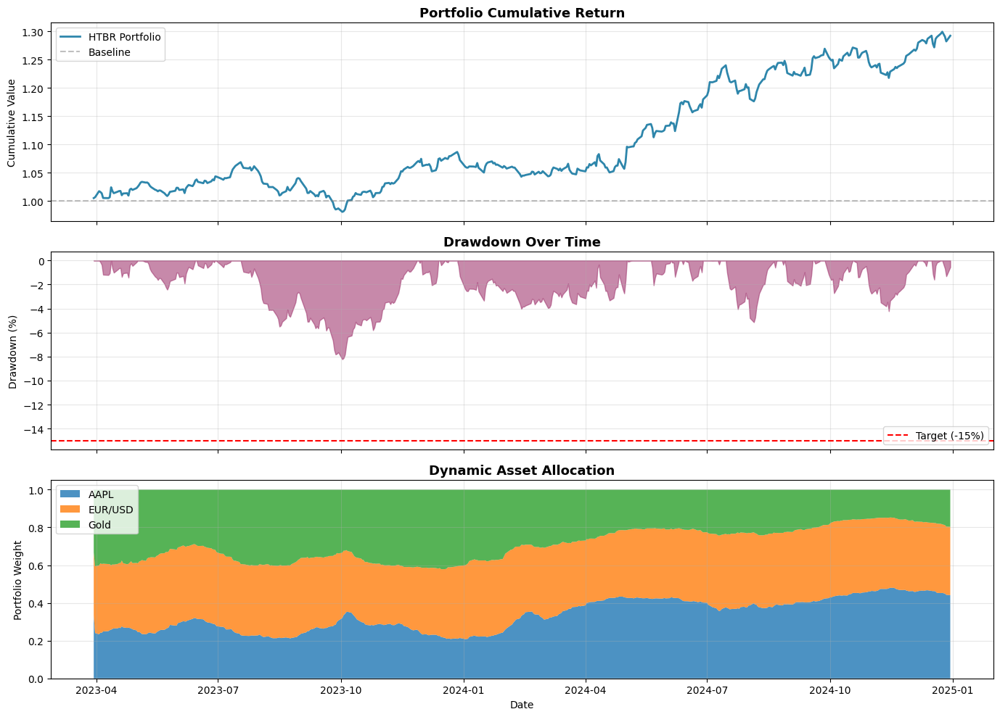 Portfolio Cumulative Return
HTBR Portfolio
Baseline
Cumulative Value
1.30
1.25
1.20
1.15
1.10
1.05
1.00
Drawdown Over Time
Drawdown (%)
0
−2
−4
−6
−8
−10
−12
−14
Target (-15%)
Dynamic Asset Allocation
AAPL
EUR/USD
Gold
Portfolio Weight
1.0
0.8
0.6
0.4
0.2
0.0
2023-04 2023-07 2023-10 2024-01 2024-04 2024-07 2024-10 2025-01
Date